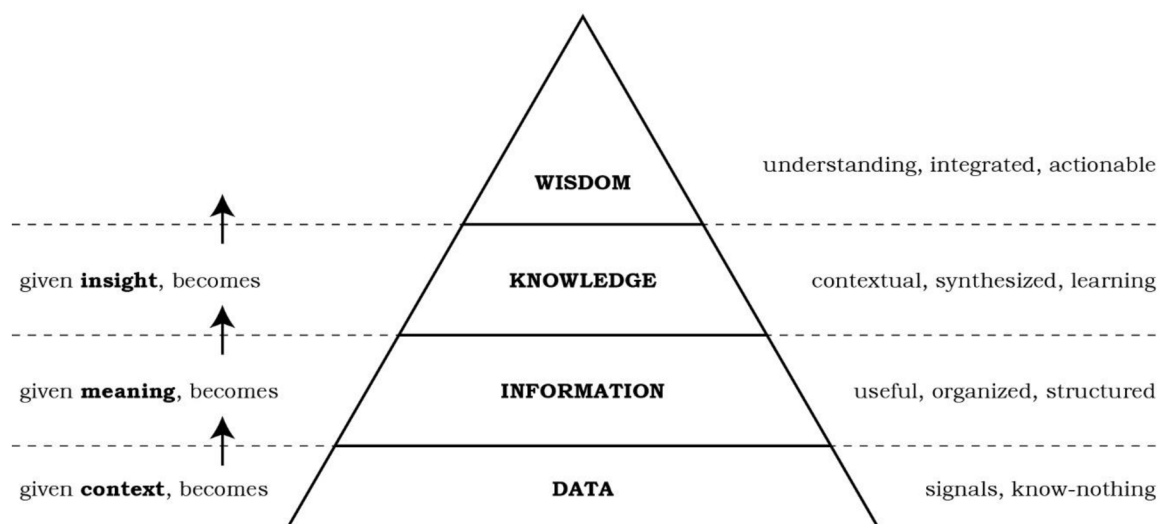 WISDOM
understanding, integrated, actionable
given insight, becomes
KNOWLEDGE
contextual, synthesized, learning
given meaning, becomes
INFORMATION
useful, organized, structured
given context, becomes
DATA
signals, know-nothing